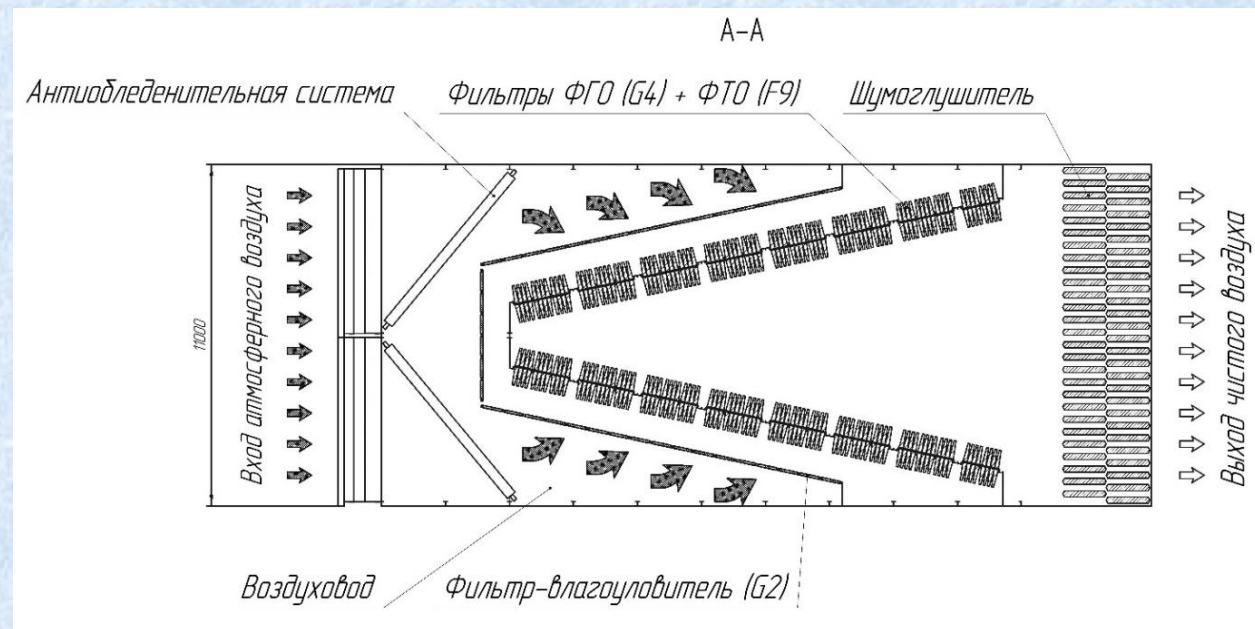 А–А
Антиобледенительная система
Фильтры ФГО (G4) + ФТО (F9)
Шумоглушитель
11000
Вход атмосферного воздуха
Выход чистого воздуха
Воздуховод
Фильтр-влагоуловитель (G2)